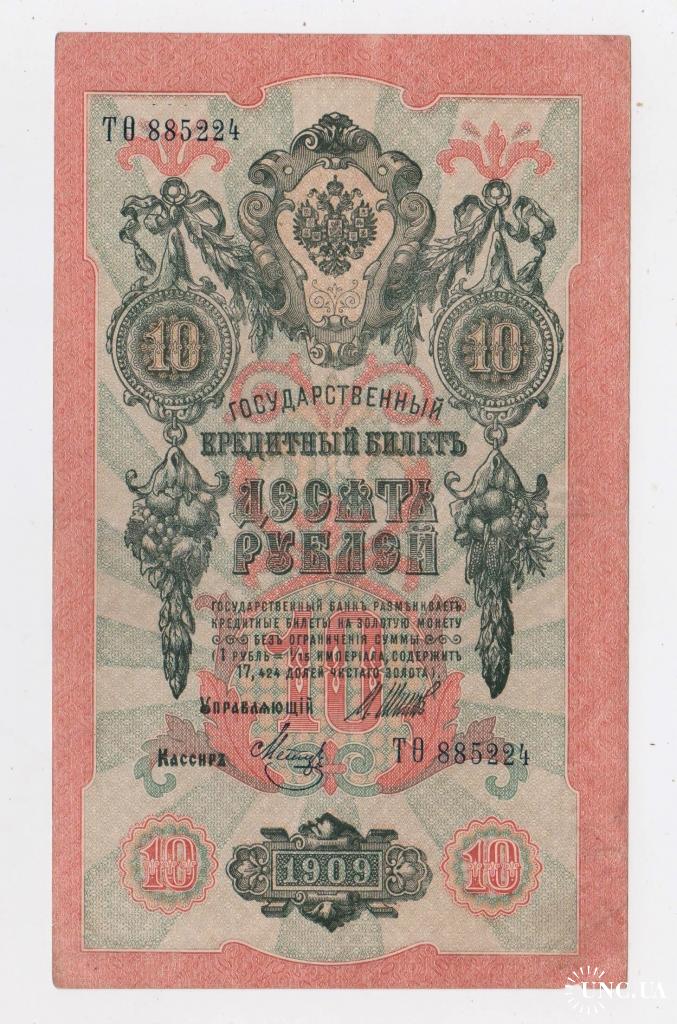 ТѲ 885224
10 10
ГОСУДАРСТВЕННЫЙ
КРЕДИТНЫЙ БИЛЕТЪ
ДЕСЯТЬ
РУБЛЕЙ
ГОСУДАРСТВЕННЫЙ БАНКЪ РАЗМѢНИВАЕТЪ
КРЕДИТНЫЕ БИЛЕТЫ НА ЗОЛОТУЮ МОНЕТУ
БЕЗЪ ОГРАНИЧЕНІЯ СУММЫ
(1 РУБЛЬ = 1/15 ИМПЕРІАЛА, СОДЕРЖИТЪ
17,424 ДОЛЕЙ ЧИСТАГО ЗОЛОТА).
10
Управляющій
Кассиръ
ТѲ 885224
10 1909 10
UNC.UA